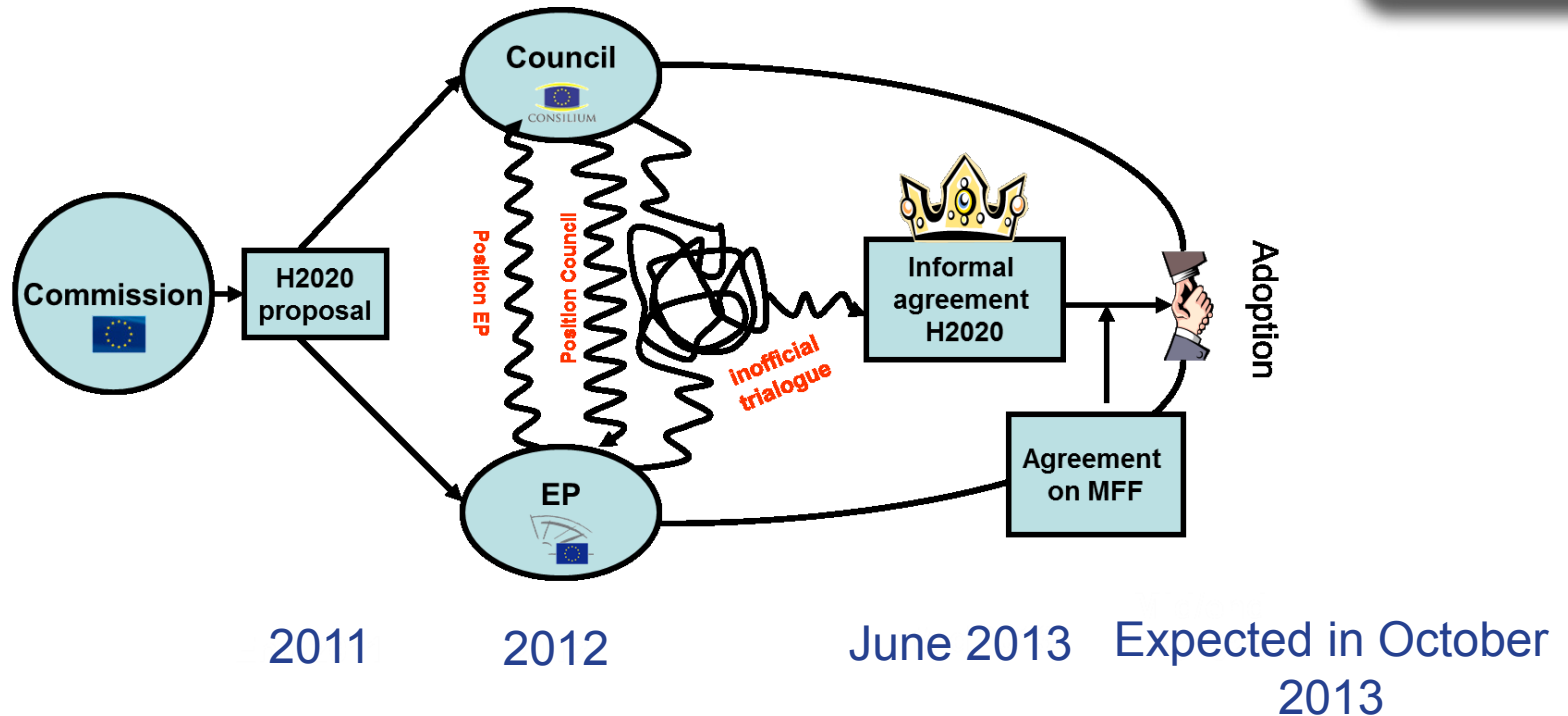 Council
CONSILIUM
Commission
H2020
proposal
Position EP
Position Council
inofficial
trialogue
Informal
agreement
H2020
Adoption
Agreement
on MFF
EP
2011
2012
June 2013
Expected in October
2013